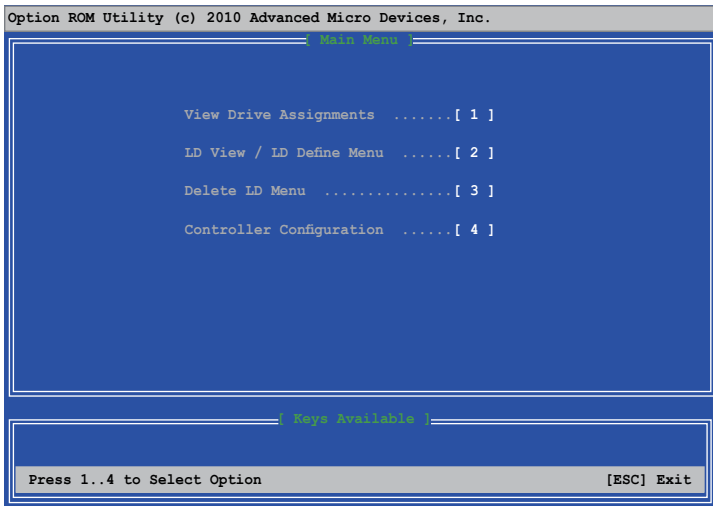 Option ROM Utility (c) 2010 Advanced Micro Devices, Inc.
[ Main Menu ]
View Drive Assignments .......[ 1 ]
LD View / LD Define Menu ......[ 2 ]
Delete LD Menu ...............[ 3 ]
Controller Configuration ......[ 4 ]
[ Keys Available ]
Press 1..4 to Select Option [ESC] Exit